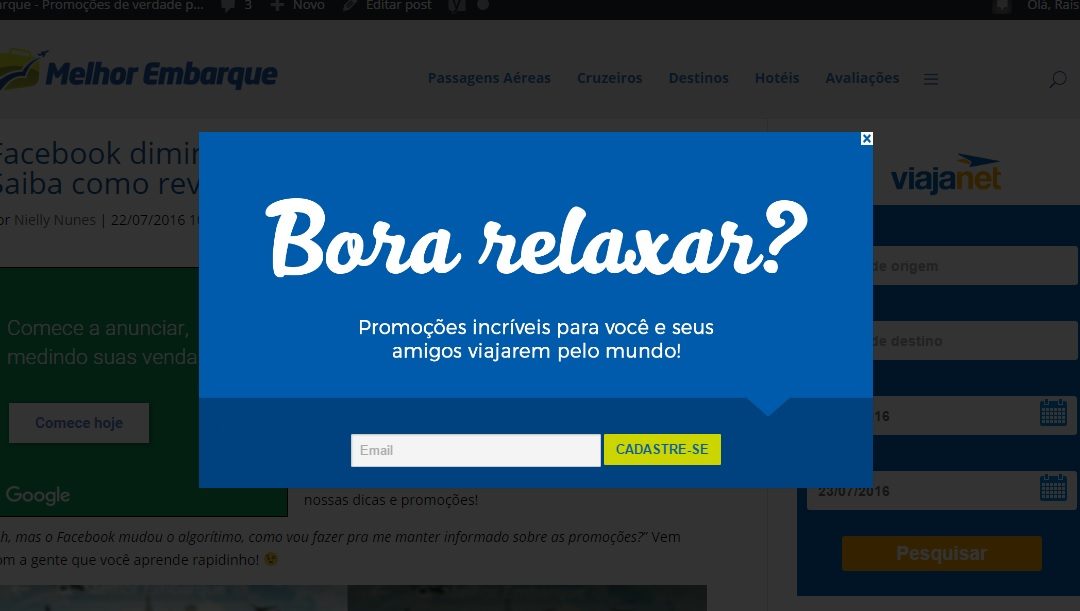 arque - Promoções de verdade p... 3 Novo Editar post Olá, Rais
Melhor Embarque
Passagens Aéreas Cruzeiros Destinos Hotéis Avaliações
Facebook dimin
Saiba como rev
por Nielly Nunes | 22/07/2016 1
Bora relaxar?
Promoções incríveis para você e seus
amigos viajarem pelo mundo!
Email CADASTRE-SE
Comece a anunciar,
medindo suas vendas
Comece hoje
Google
nossas dicas e promoções!
h, mas o Facebook mudou o algorítimo, como vou fazer pra me manter informado sobre as promoções?" Vem
om a gente que você aprende rapidinho! 😉
viajanet
de origem
de destino
16
23/07/2016
Pesquisar